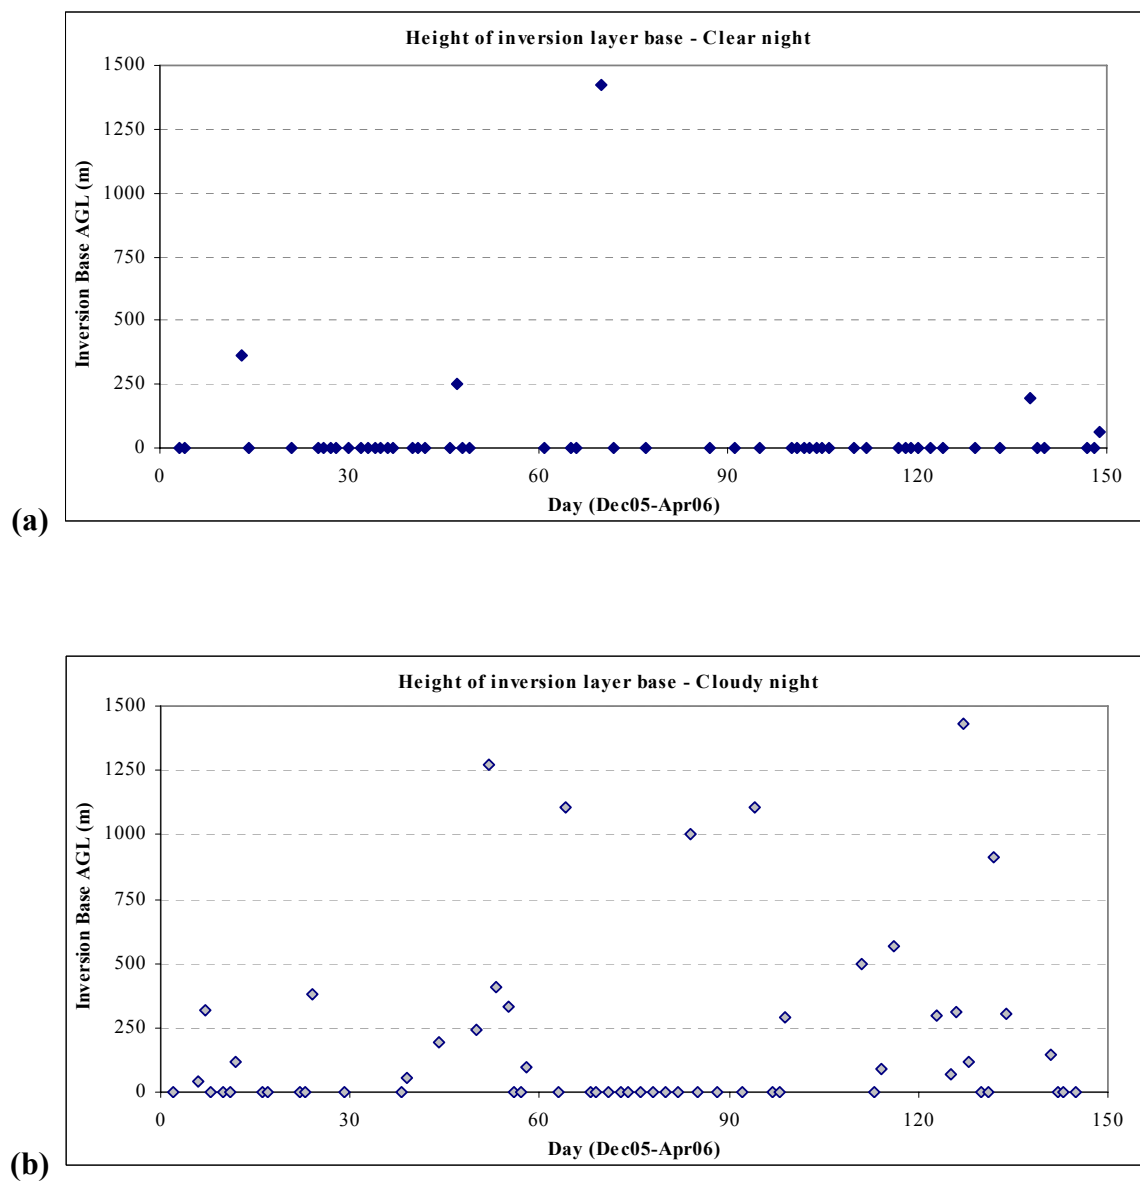 Height of inversion layer base - Clear night
1500
1250
1000
750
500
250
0
Inversion Base AGL (m)
0 30 60 90 120 150
Day (Dec05-Apr06)
(a)
Height of inversion layer base - Cloudy night
1500
1250
1000
750
500
250
0
Inversion Base AGL (m)
0 30 60 90 120 150
Day (Dec05-Apr06)
(b)